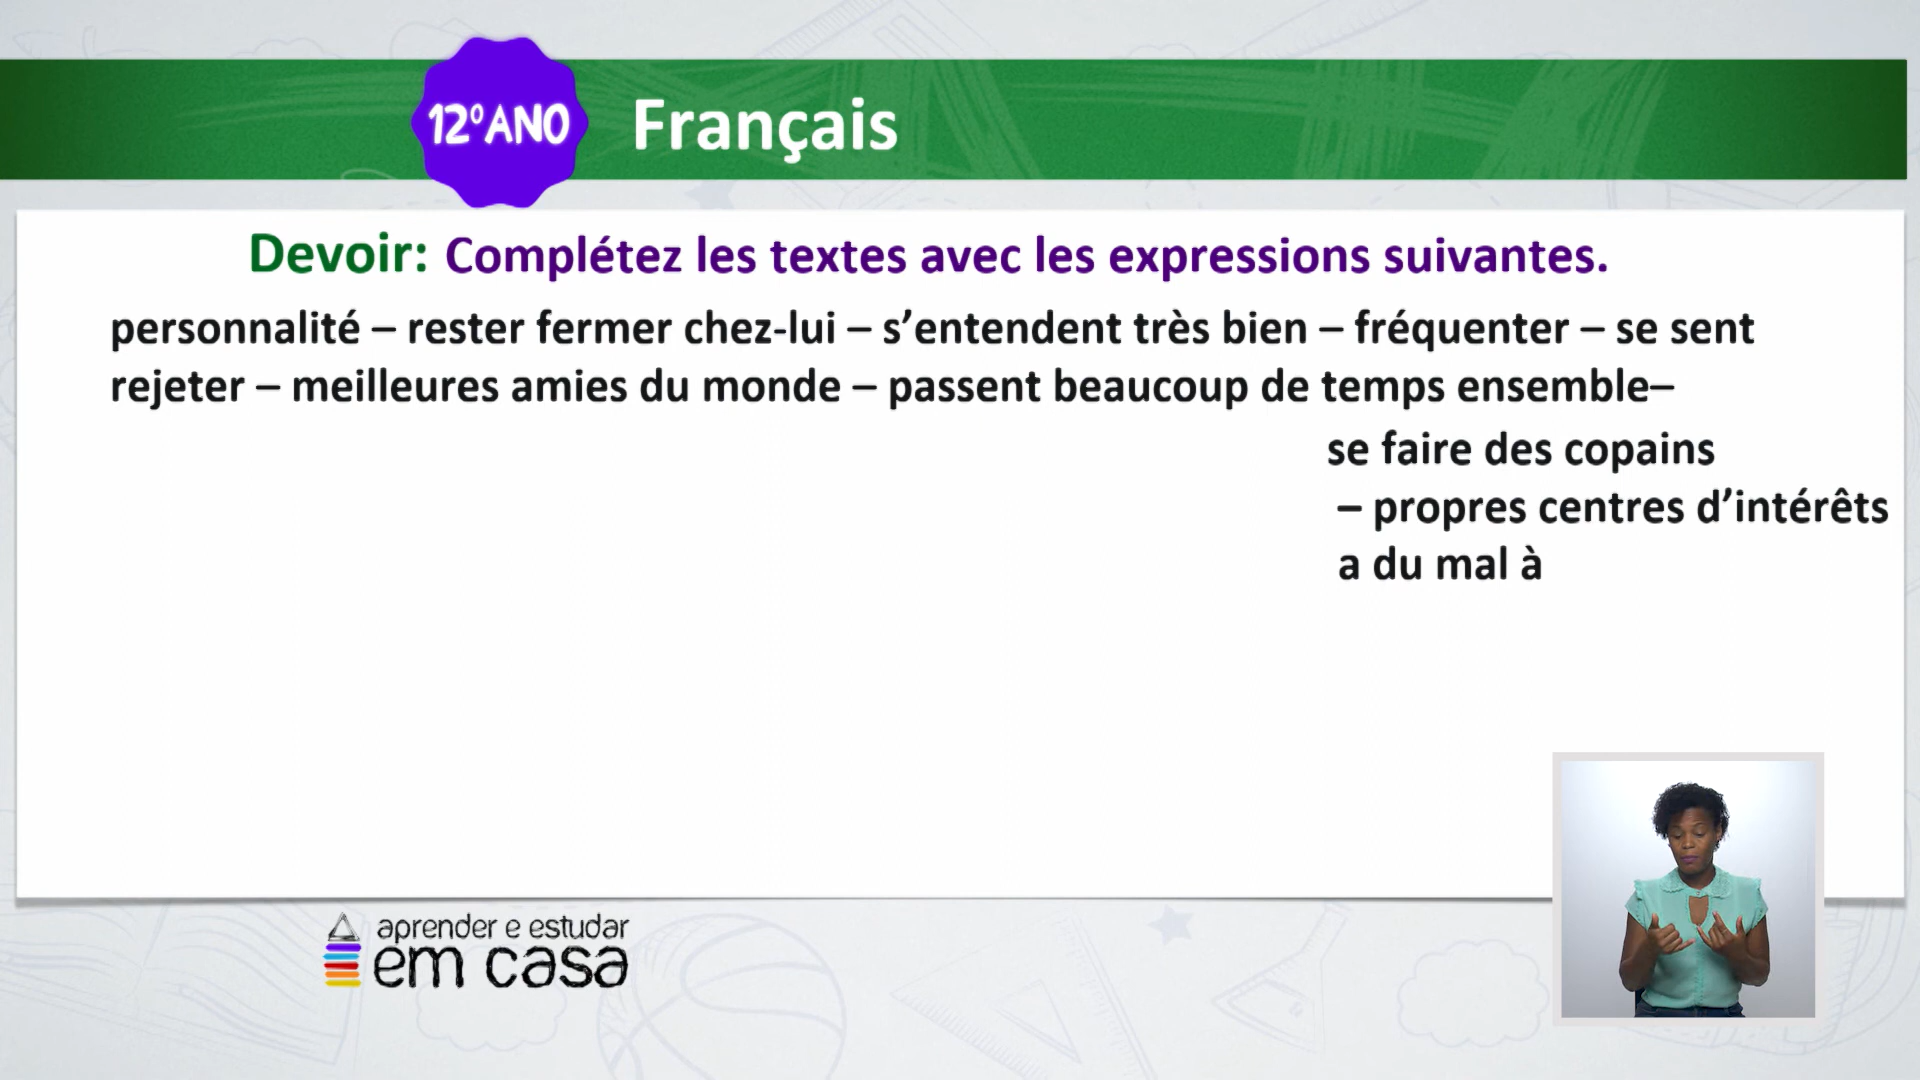 12ºANO
Français
Devoir: Complétez les textes avec les expressions suivantes.
personnalité – rester fermer chez-lui – s’entendent très bien – fréquenter – se sent
rejeter – meilleures amies du monde – passent beaucoup de temps ensemble–
se faire des copains
– propres centres d’intérêts
a du mal à
aprender e estudar
em casa